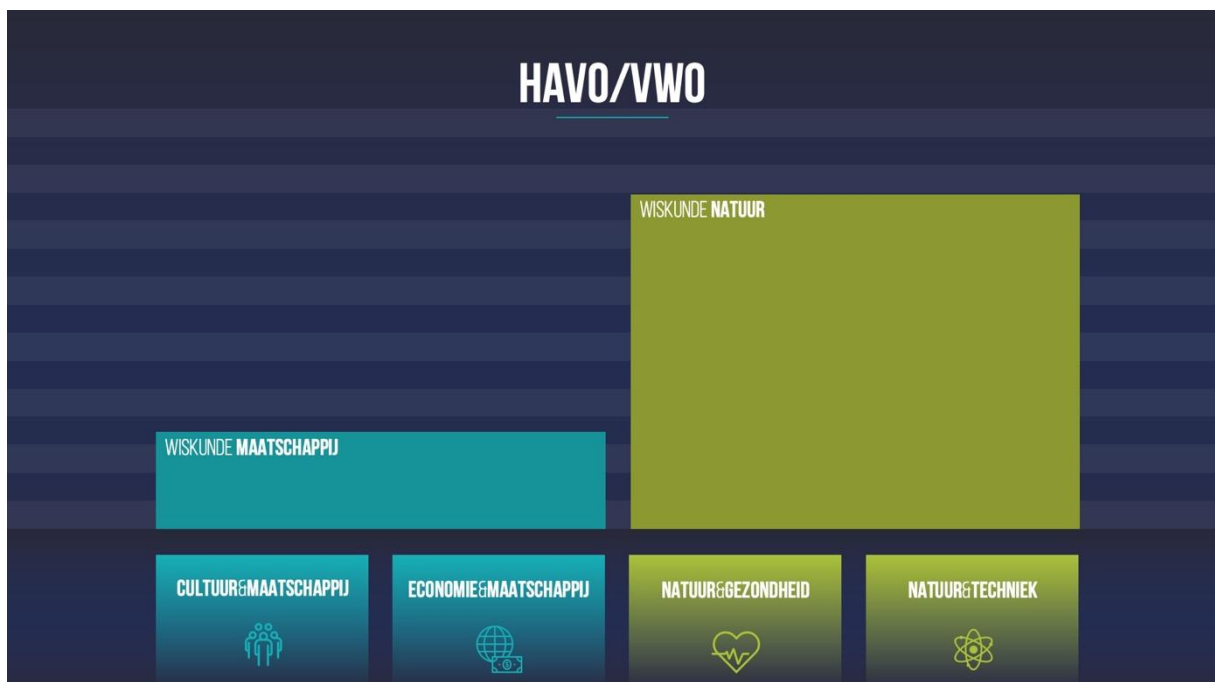 HAVO/VWO
WISKUNDE NATUUR
WISKUNDE MAATSCHAPPIJ
CULTUUR&MAATSCHAPPIJ
ECONOMIE&MAATSCHAPPIJ
NATUUR&GEZONDHEID
NATUUR&TECHNIEK